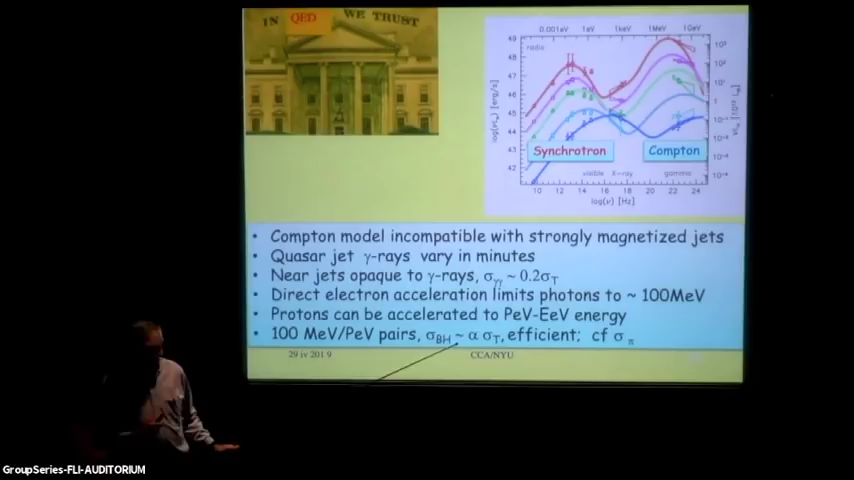 IN QED WE TRUST
0.001eV 1eV 1keV 1MeV 1GeV
radio
49
48
47
46
45
44
43
42
Synchrotron Compton
visible X-ray gamma
10 12 14 16 18 20 22 24
log(ν) [Hz]
• Compton model incompatible with strongly magnetized jets
• Quasar jet γ-rays vary in minutes
• Near jets opaque to γ-rays, σγγ ~ 0.2σT
• Direct electron acceleration limits photons to ~ 100MeV
• Protons can be accelerated to PeV-EeV energy
• 100 MeV/PeV pairs, σBH ~ α σT, efficient; cf σπ
29 iv 2019 CCA/NYU
GroupSeries-FLI-AUDITORIUM